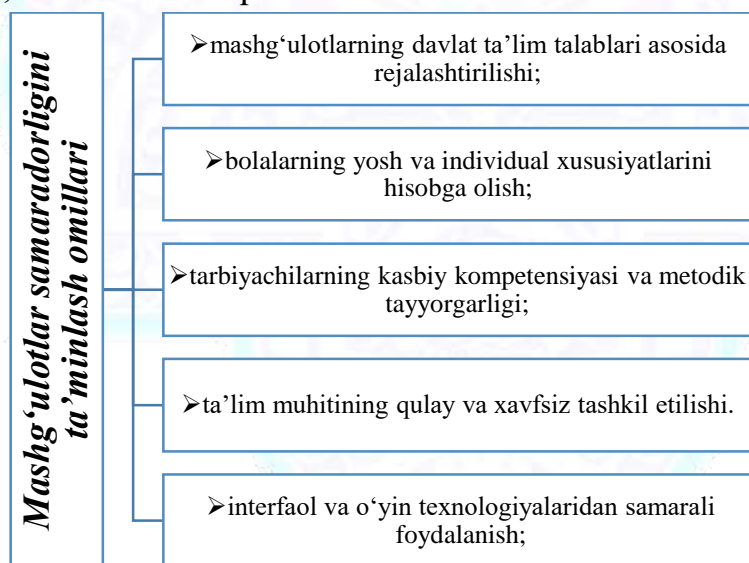 Mashg‘ulotlar samaradorligini
ta’minlash omillari
➢mashg‘ulotlarning davlat ta’lim talablari asosida
rejalashtirilishi;
➢bolalarning yosh va individual xususiyatlarini
hisobga olish;
➢tarbiyachilarning kasbiy kompetensiyasi va metodik
tayyorgarligi;
➢ta’lim muhitining qulay va xavfsiz tashkil etilishi.
➢interfaol va o‘yin texnologiyalaridan samarali
foydalanish;